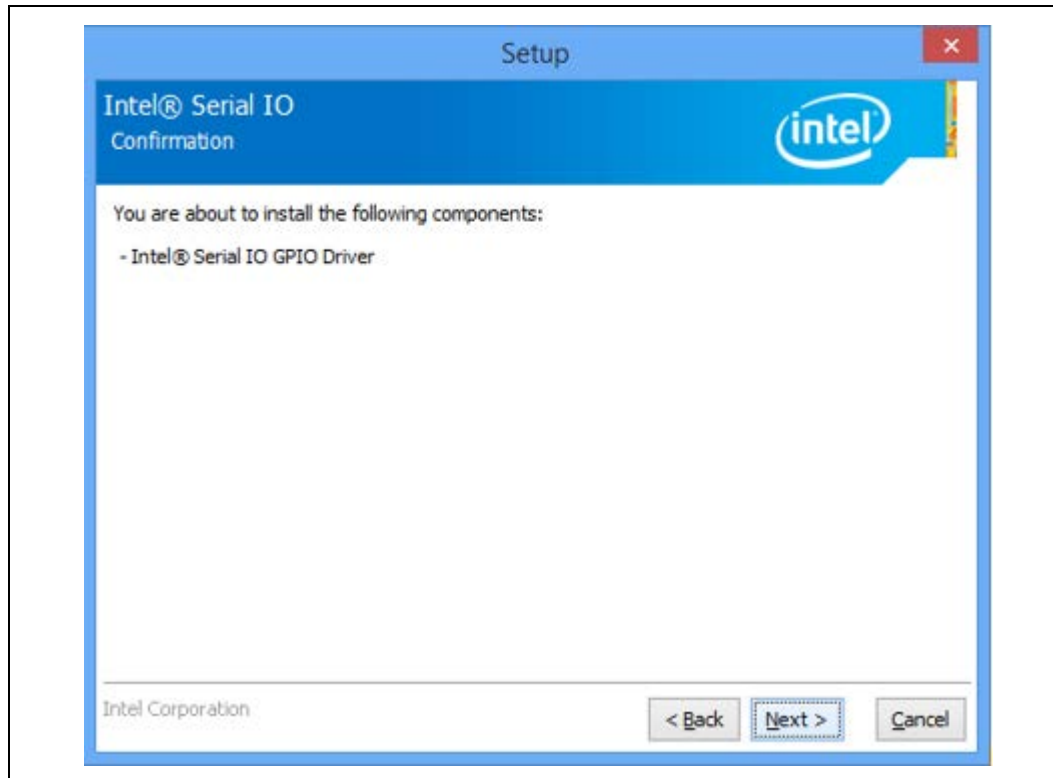 Setup
Intel® Serial IO
Confirmation
intel
You are about to install the following components:
- Intel® Serial IO GPIO Driver
Intel Corporation
< Back
Next >
Cancel